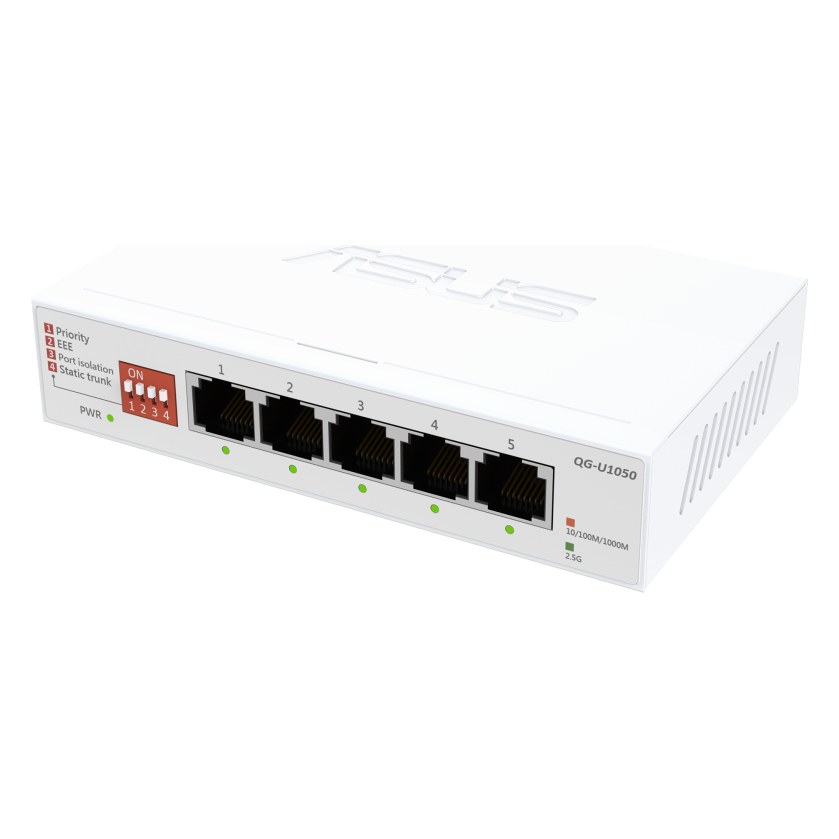 ASUS
1 Priority
2 EEE
3 Port isolation
4 Static trunk
PWR
ON
1 2 3 4
1 2 3 4 5
QG-U1050
10/100M/1000M
2.5G